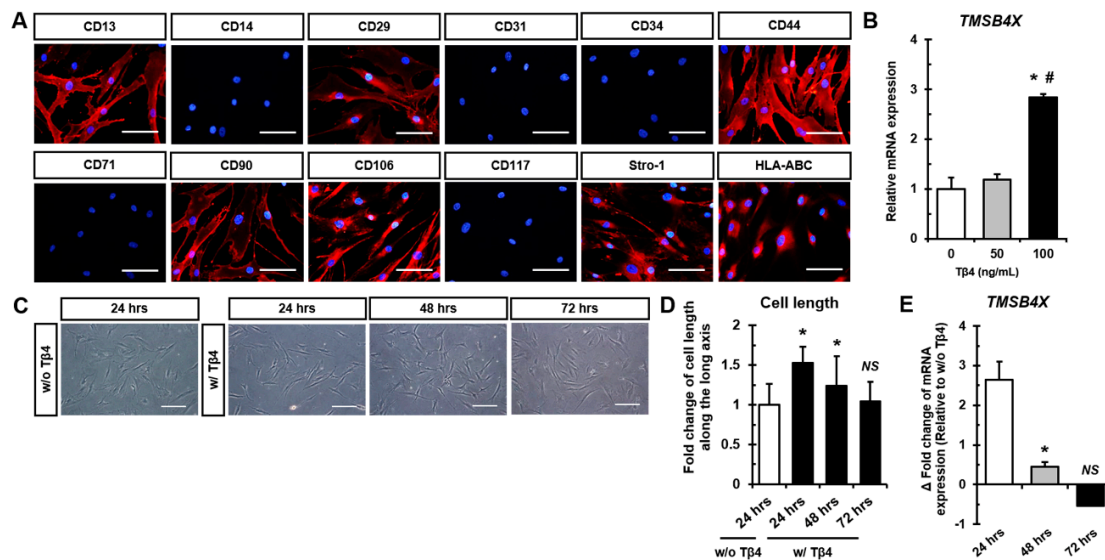 A
CD13
CD14
CD29
CD31
CD34
CD44
CD71
CD90
CD106
CD117
Stro-1
HLA-ABC
B
TMSB4X
Relative mRNA expression
4
3
2
1
0
* #
0
50
100
Tβ4 (ng/mL)
C
24 hrs
24 hrs
48 hrs
72 hrs
w/o Tβ4
w/ Tβ4
D
Cell length
Fold change of cell length
along the long axis
2
1.5
1
0.5
0
*
*
NS
24 hrs
24 hrs
48 hrs
72 hrs
w/o Tβ4
w/ Tβ4
E
TMSB4X
Δ Fold change of mRNA
expression (Relative to w/o Tβ4)
4
3
2
1
0
-1
*
NS
24 hrs
48 hrs
72 hrs